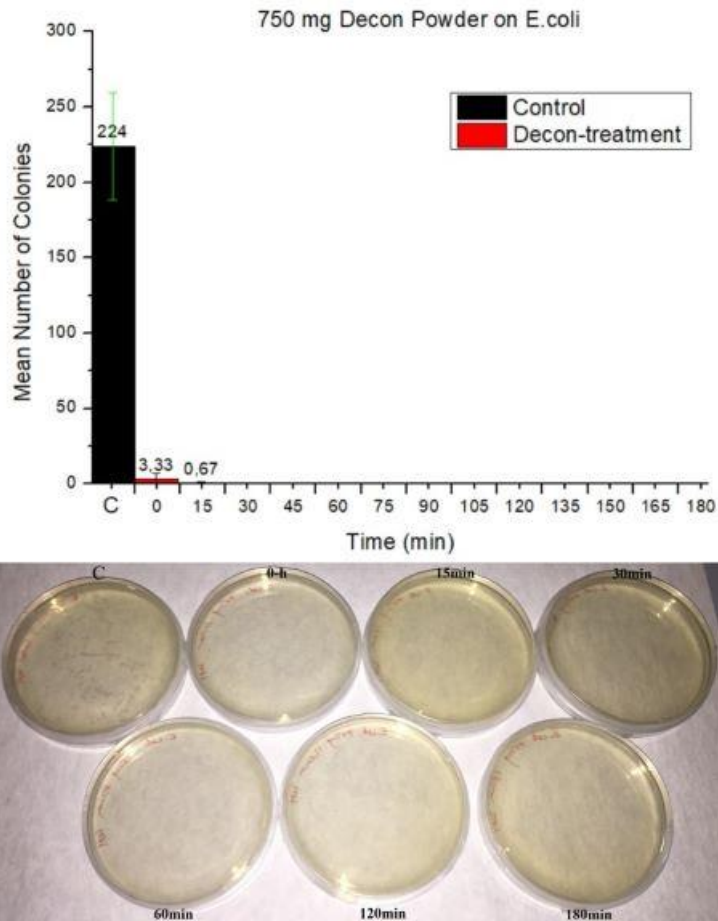 750 mg Decon Powder on E.coli
300
250
200
150
100
50
0
Mean Number of Colonies
Control
Decon-treatment
224
3,33
0,67
C 0 15 30 45 60 75 90 105 120 135 150 165 180
Time (min)
C 0-h 15min 30min
60min 120min 180min